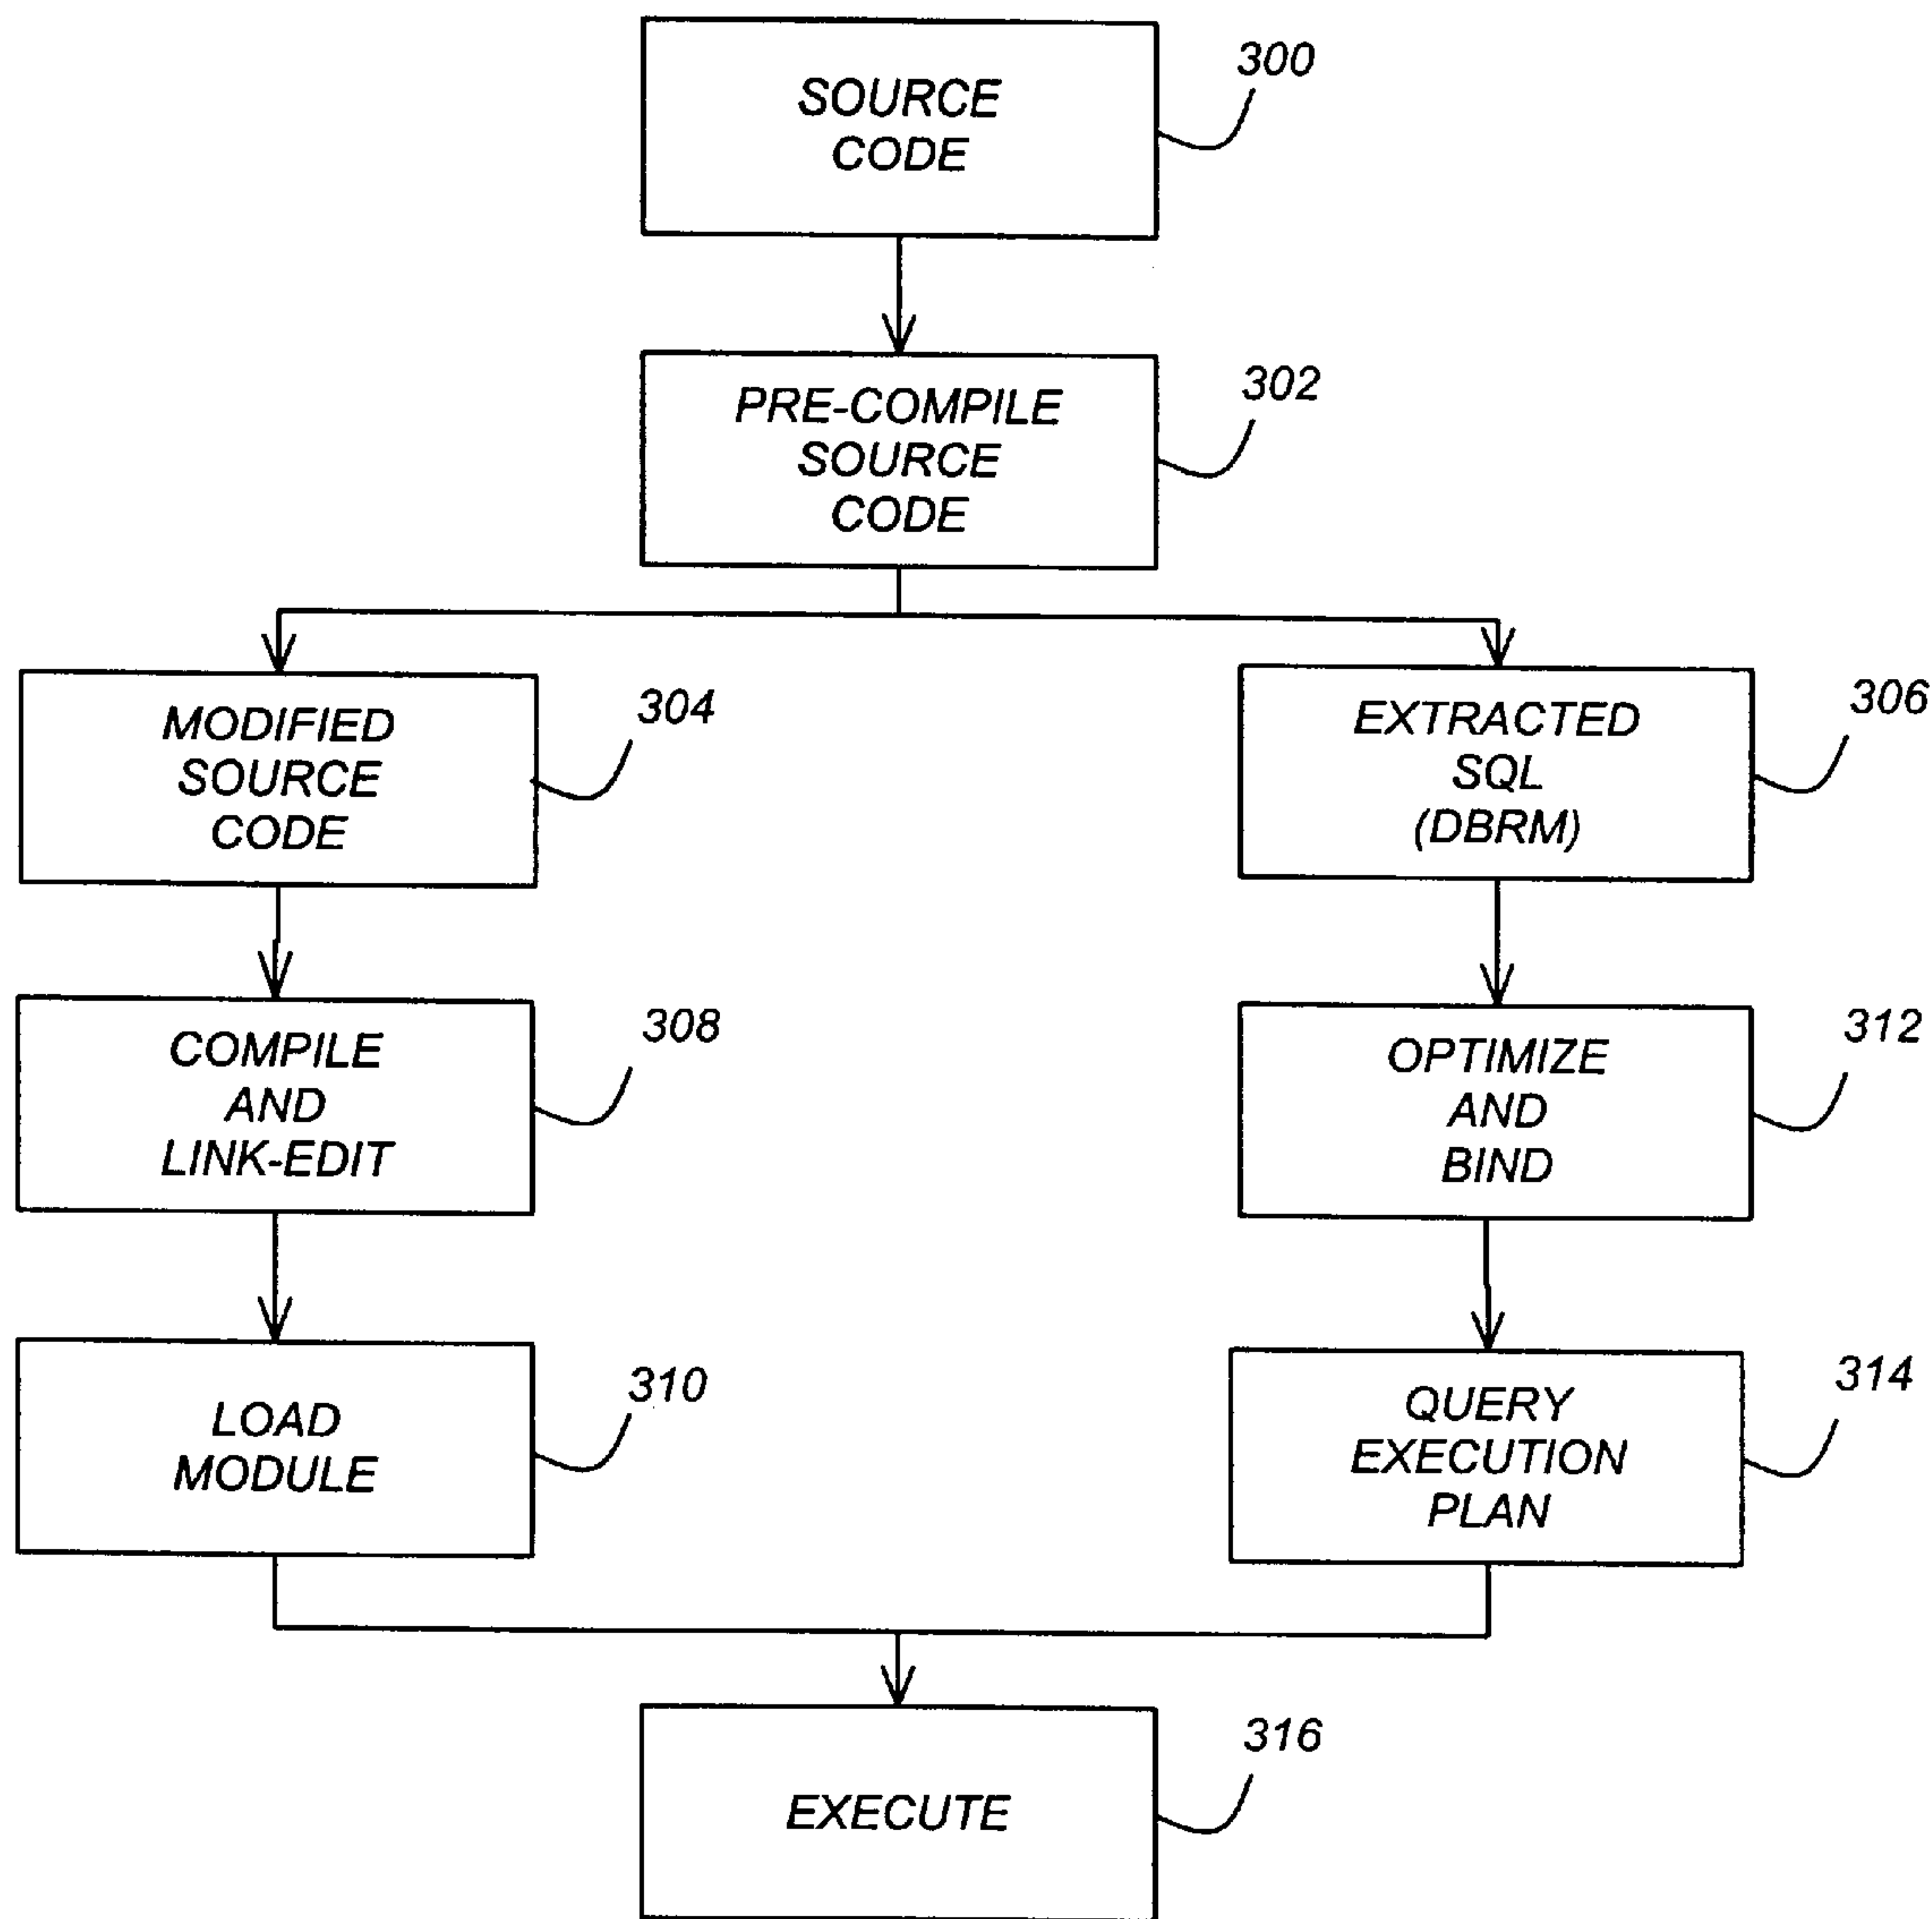 SOURCE
CODE
300
PRE-COMPILE
SOURCE
CODE
302
MODIFIED
SOURCE
CODE
304
EXTRACTED
SQL
(DBRM)
306
COMPILE
AND
LINK-EDIT
308
OPTIMIZE
AND
BIND
312
LOAD
MODULE
310
QUERY
EXECUTION
PLAN
314
EXECUTE
316